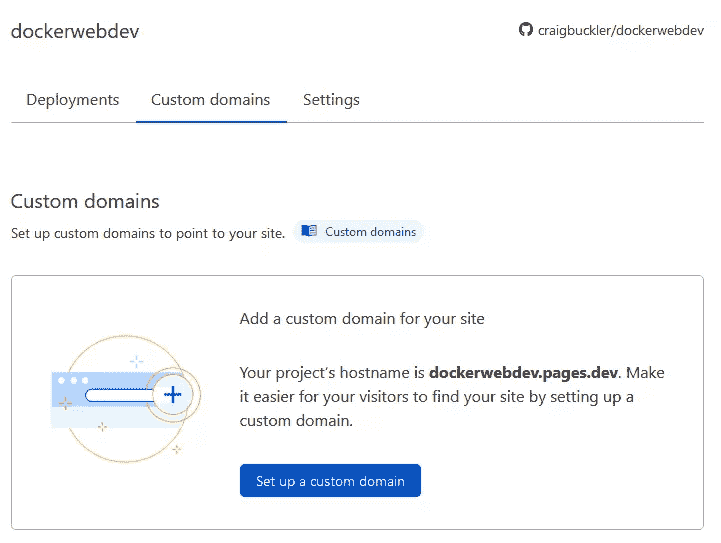 dockerwebdev
craigbuckler/dockerwebdev
Deployments
Custom domains
Settings
Custom domains
Set up custom domains to point to your site.
Custom domains
Add a custom domain for your site
Your project's hostname is dockerwebdev.pages.dev. Make
it easier for your visitors to find your site by setting up a
custom domain.
Set up a custom domain